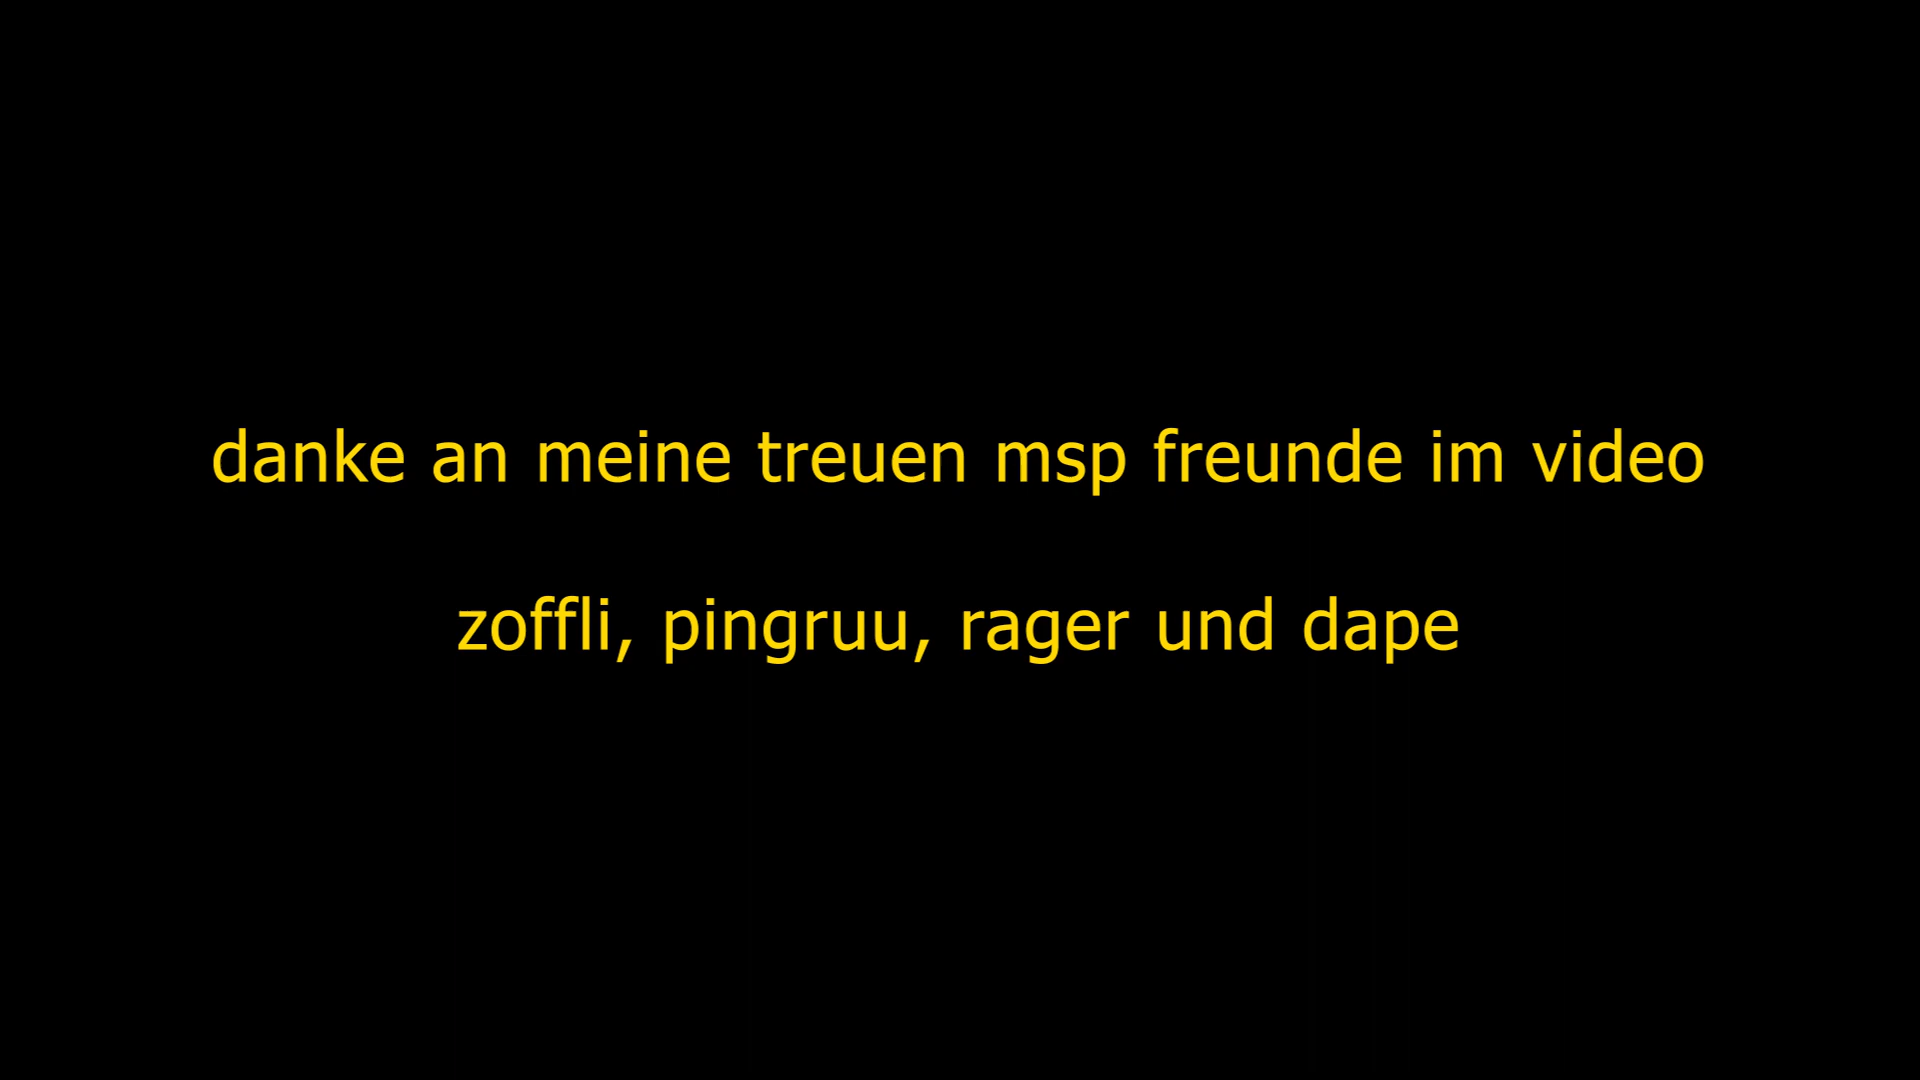 danke an meine treuen msp freunde im video
zoffli, pingruu, rager und dape